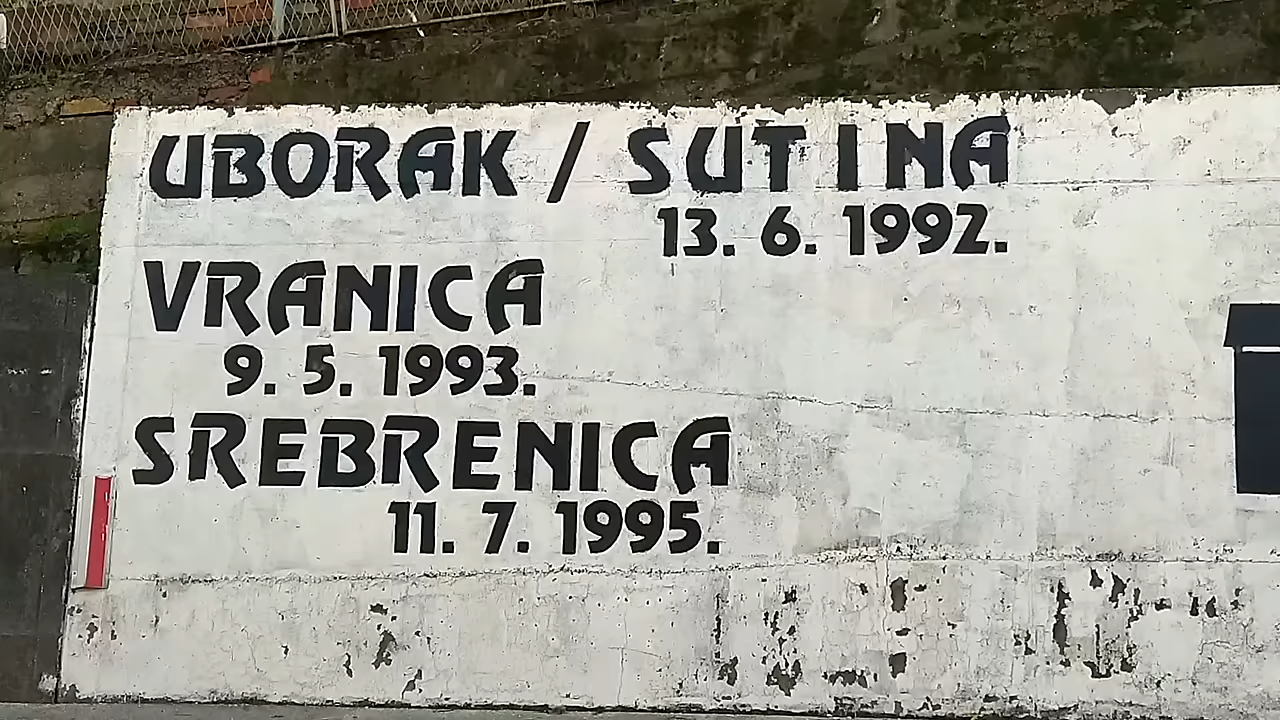 UBORAK / SUTINA
13. 6. 1992.
VRANICA
9. 5. 1993.
SREBRENICA
11. 7. 1995.